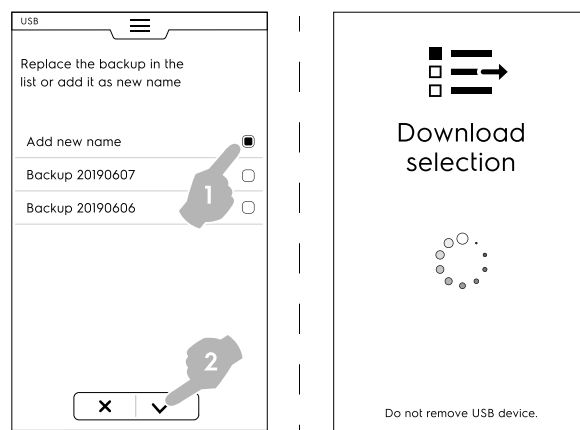 USB
Replace the backup in the
list or add it as new name
Add new name
Backup 20190607
Backup 20190606
1
2
Download
selection
Do not remove USB device.